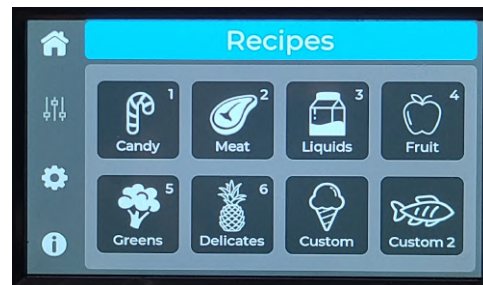 Recipes
1
Candy
2
Meat
3
Liquids
4
Fruit
5
Greens
6
Delicates
Custom
Custom 2